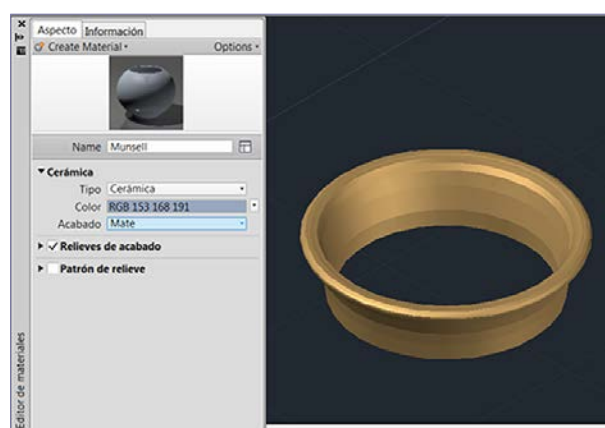 Aspecto Información
Create Material Options
Name Munsell
Cerámica
Tipo Cerámica
Color RGB 153 168 191
Acabado Mate
Relieves de acabado
Patrón de relieve
Editor de materiales